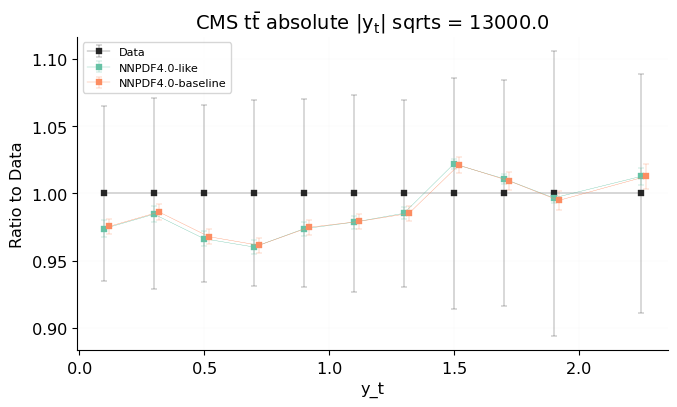 CMS tt̄ absolute |y_t| sqrts = 13000.0
Data
NNPDF4.0-like
NNPDF4.0-baseline
Ratio to Data
1.10
1.05
1.00
0.95
0.90
0.0 0.5 1.0 1.5 2.0
y_t